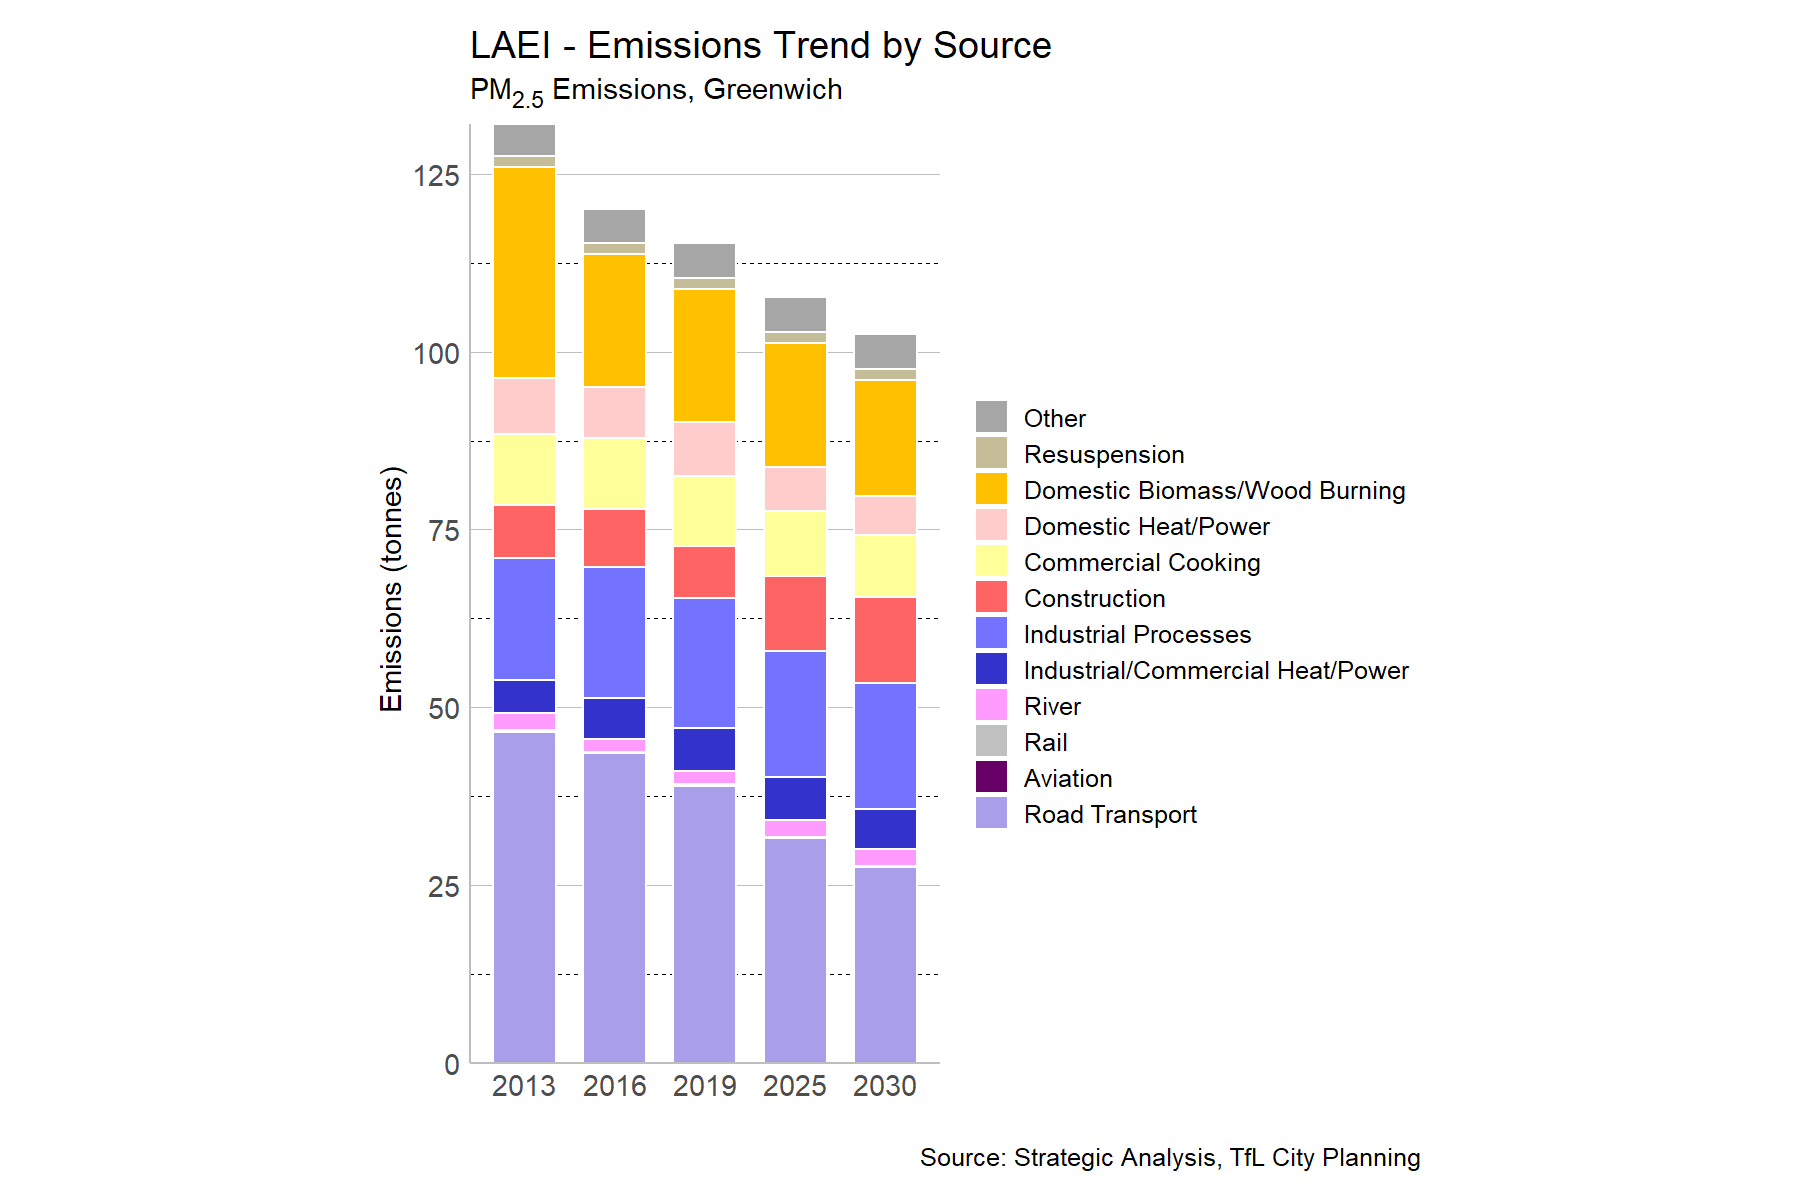 LAEI - Emissions Trend by Source
PM2.5 Emissions, Greenwich
Emissions (tonnes)
125
100
75
50
25
0
2013 2016 2019 2025 2030
Other
Resuspension
Domestic Biomass/Wood Burning
Domestic Heat/Power
Commercial Cooking
Construction
Industrial Processes
Industrial/Commercial Heat/Power
River
Rail
Aviation
Road Transport
Source: Strategic Analysis, TfL City Planning